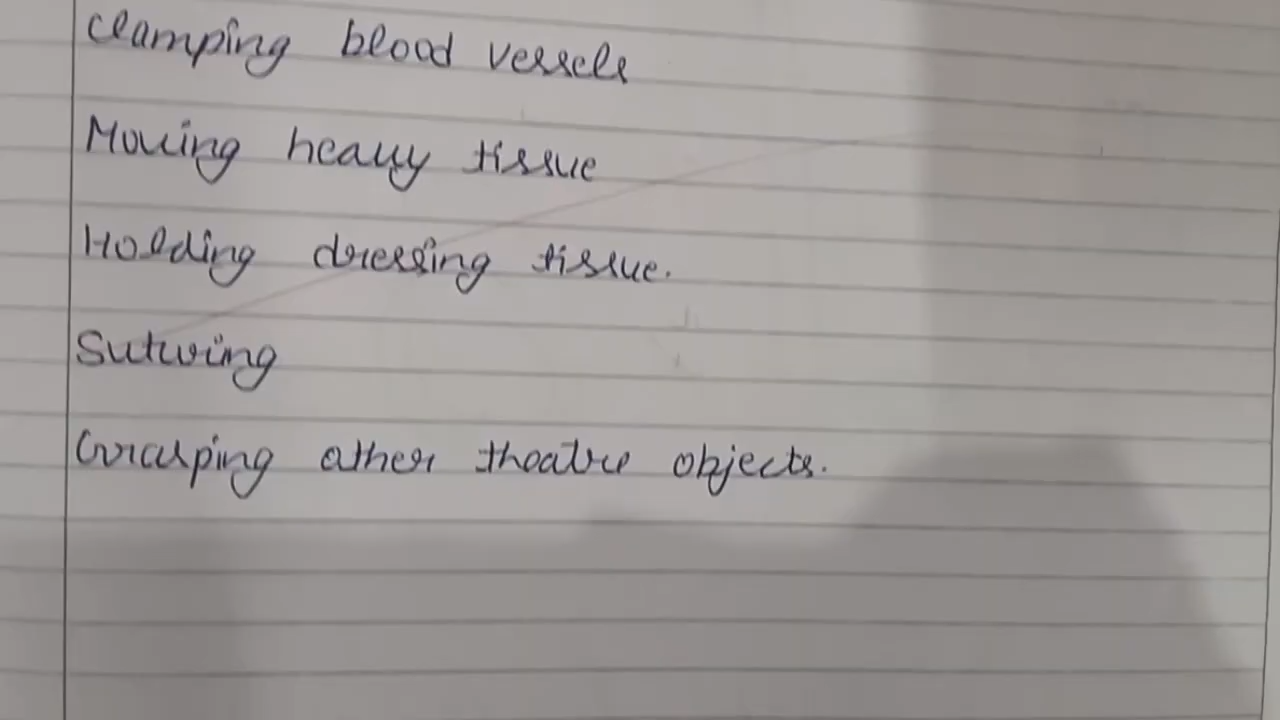 Clamping blood vessels
Moving heavy tissue
Holding dressing tissue.
Suturing
Grasping other theatre objects.